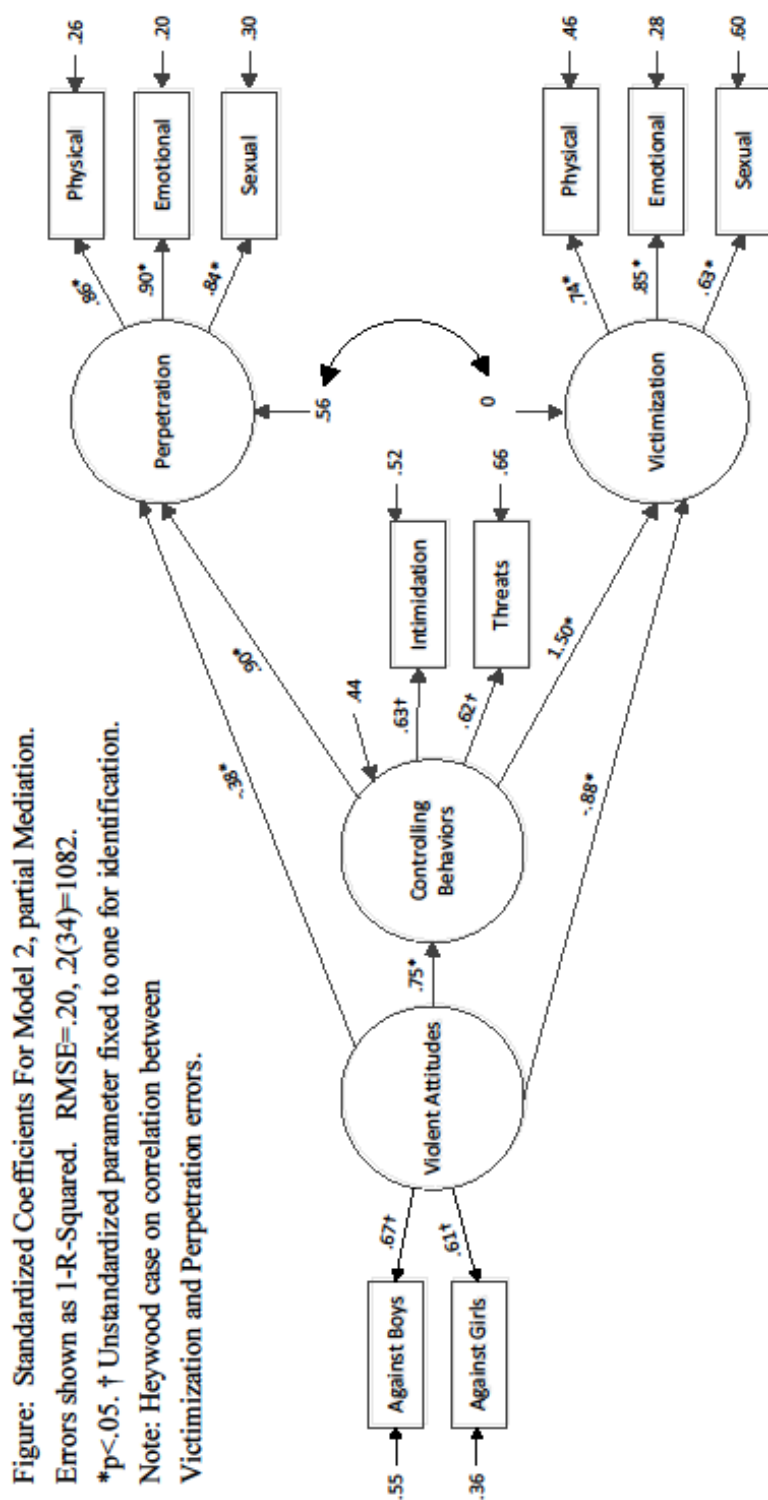 Figure: Standardized Coefficients For Model 2, partial Mediation.
Errors shown as 1-R-Squared. RMSE=.20, .2(34)=1082.
*p<.05. † Unstandardized parameter fixed to one for identification.
Note: Heywood case on correlation between
Victimization and Perpetration errors.
.55
Against Boys
.67†
.36
Against Girls
.61†
Violent Attitudes
.75*
-.38*
-.88*
Controlling
Behaviors
.44
.90*
1.50*
.63†
Intimidation
.52
.62†
Threats
.66
Perpetration
.56
.86*
Physical
.26
.90*
Emotional
.20
.84*
Sexual
.30
Victimization
0
.74*
Physical
.46
.85*
Emotional
.28
.63*
Sexual
.60